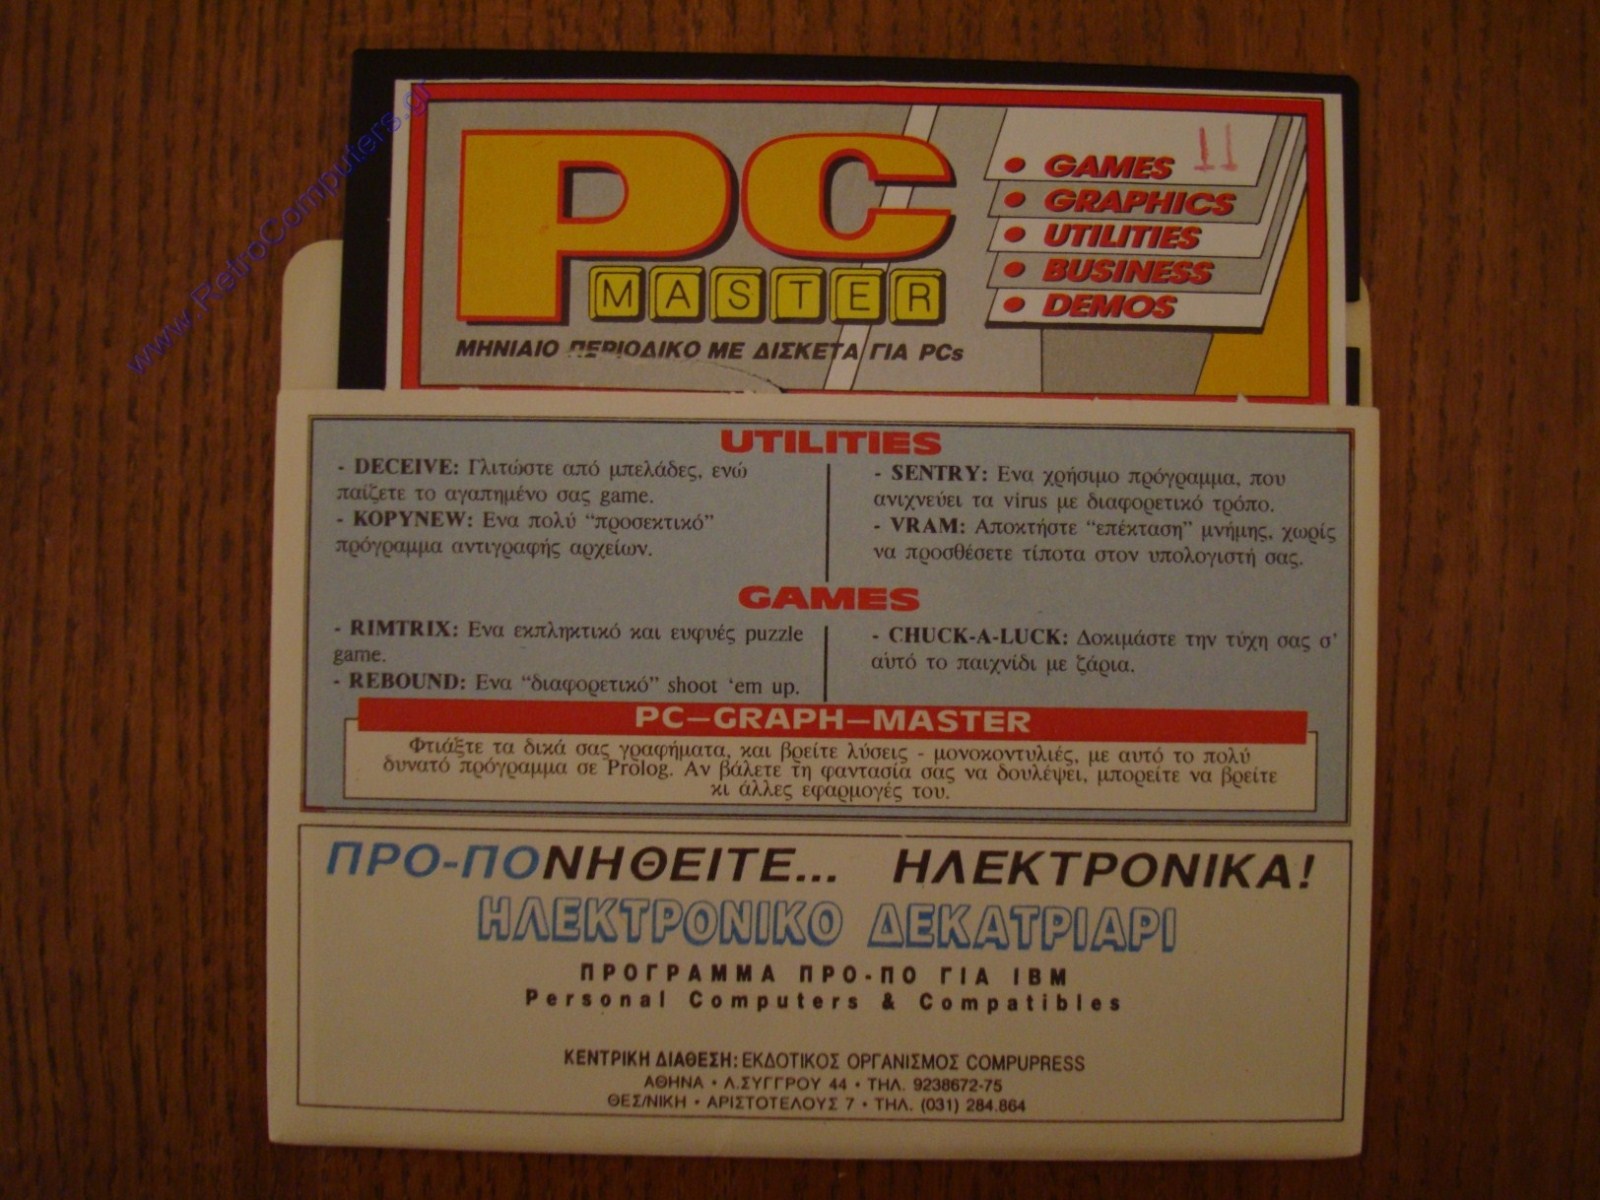 www.RetroComputers.gr
PC
MASTER
ΜΗΝΙΑΙΟ ΠΕΡΙΟΔΙΚΟ ΜΕ ΔΙΣΚΕΤΑ ΓΙΑ PCs
11
• GAMES
• GRAPHICS
• UTILITIES
• BUSINESS
• DEMOS
UTILITIES
- DECEIVE: Γλιτώστε από μπελάδες, ενώ
παίζετε το αγαπημένο σας game.
- KOPYNEW: Ενα πολύ “προσεκτικό”
πρόγραμμα αντιγραφής αρχείων.
- SENTRY: Ενα χρήσιμο πρόγραμμα, που
ανιχνεύει τα virus με διαφορετικό τρόπο.
- VRAM: Αποκτήστε “επέκταση” μνήμης, χωρίς
να προσθέσετε τίποτα στον υπολογιστή σας.
GAMES
- RIMTRIX: Ενα εκπληκτικό και ευφυές puzzle
game.
- REBOUND: Ενα “διαφορετικό” shoot ‘em up.
- CHUCK-A-LUCK: Δοκιμάστε την τύχη σας σ’
αυτό το παιχνίδι με ζάρια.
PC–GRAPH–MASTER
Φτιάξτε τα δικά σας γραφήματα, και βρείτε λύσεις - μονοκοντυλιές, με αυτό το πολύ
δυνατό πρόγραμμα σε Prolog. Αν βάλετε τη φαντασία σας να δουλέψει, μπορείτε να βρείτε
κι άλλες εφαρμογές του.
ΠΡΟ-ΠΟΝΗΘΕΙΤΕ... ΗΛΕΚΤΡΟΝΙΚΑ!
ΗΛΕΚΤΡΟΝΙΚΟ ΔΕΚΑΤΡΙΑΡΙ
ΠΡΟΓΡΑΜΜΑ ΠΡΟ-ΠΟ ΓΙΑ IBM
Personal Computers & Compatibles
ΚΕΝΤΡΙΚΗ ΔΙΑΘΕΣΗ: ΕΚΔΟΤΙΚΟΣ ΟΡΓΑΝΙΣΜΟΣ COMPUPRESS
ΑΘΗΝΑ • Λ.ΣΥΓΓΡΟΥ 44 • ΤΗΛ. 9238672-75
ΘΕΣ/ΝΙΚΗ • ΑΡΙΣΤΟΤΕΛΟΥΣ 7 • ΤΗΛ. (031) 284.864